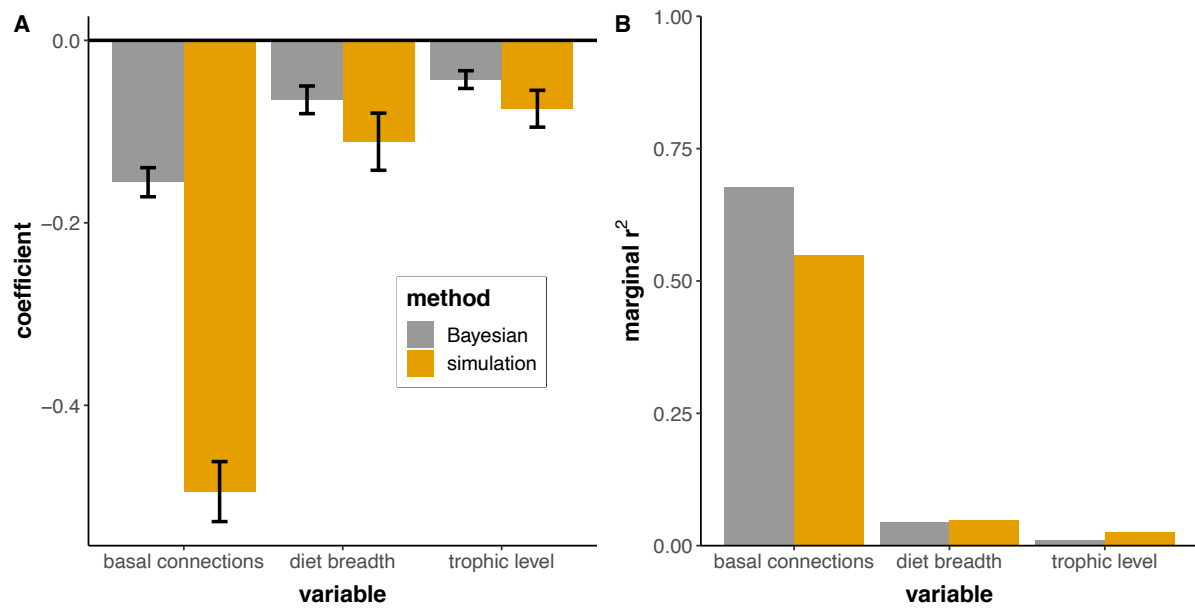 A
0.0
−0.2
−0.4
coefficient
method
Bayesian
simulation
basal connections
diet breadth
trophic level
variable
B
1.00
0.75
0.50
0.25
0.00
marginal r²
basal connections
diet breadth
trophic level
variable